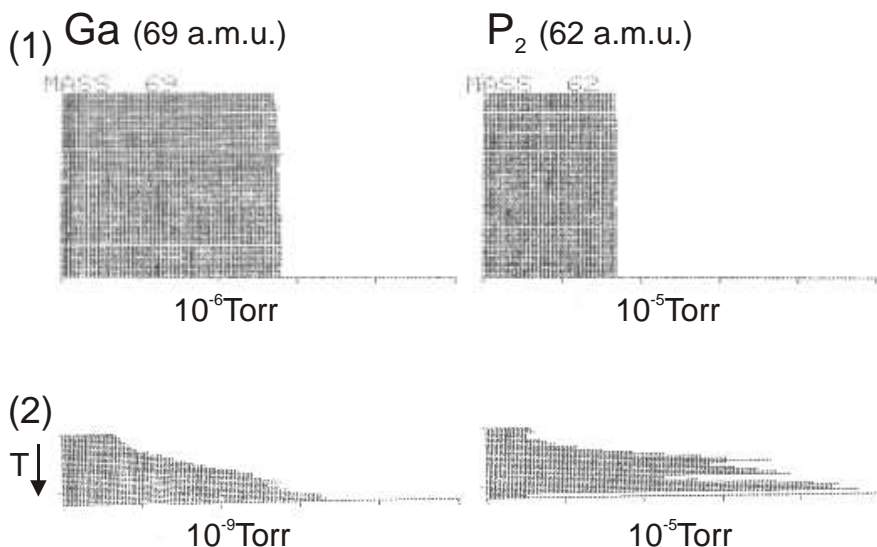 (1) Ga (69 a.m.u.) P₂ (62 a.m.u.)
MASS 69 MASS 62
10⁻⁶Torr 10⁻⁵Torr
(2)
T
10⁻⁹Torr 10⁻⁵Torr